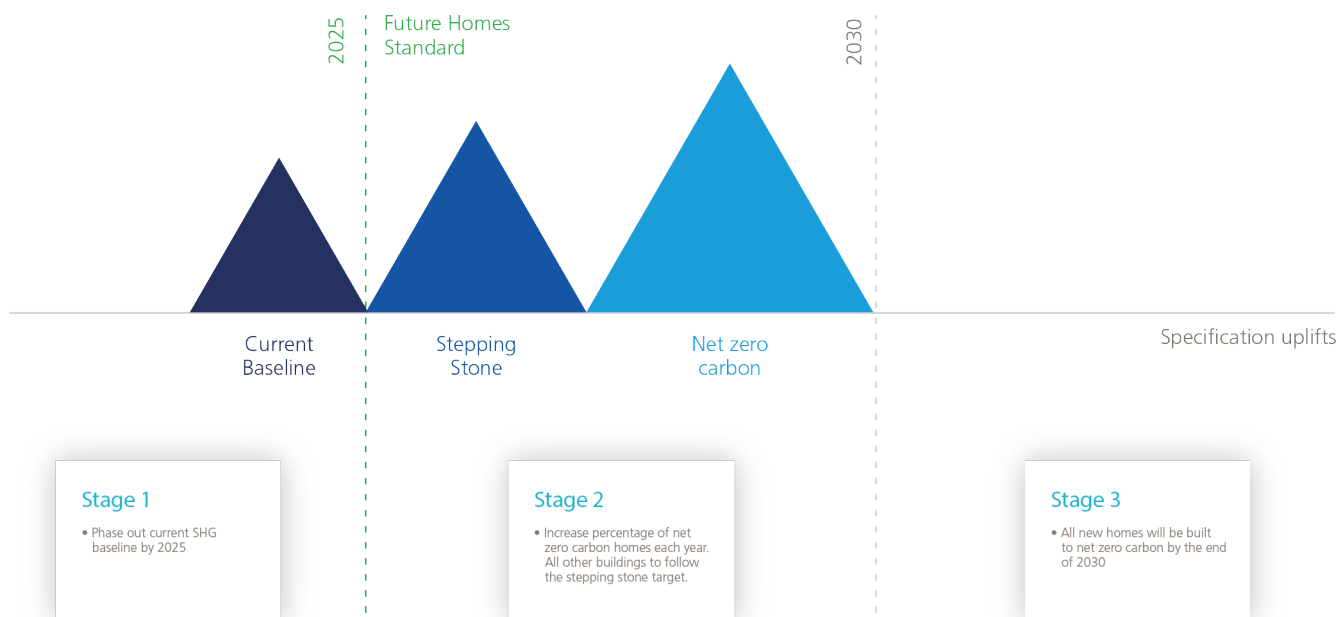 2025
Future Homes
Standard
2030
Current
Baseline
Stepping
Stone
Net zero
carbon
Specification uplifts
Stage 1
• Phase out current SHG
baseline by 2025
Stage 2
• Increase percentage of net
zero carbon homes each year.
All other buildings to follow
the stepping stone target.
Stage 3
• All new homes will be built
to net zero carbon by the end
of 2030